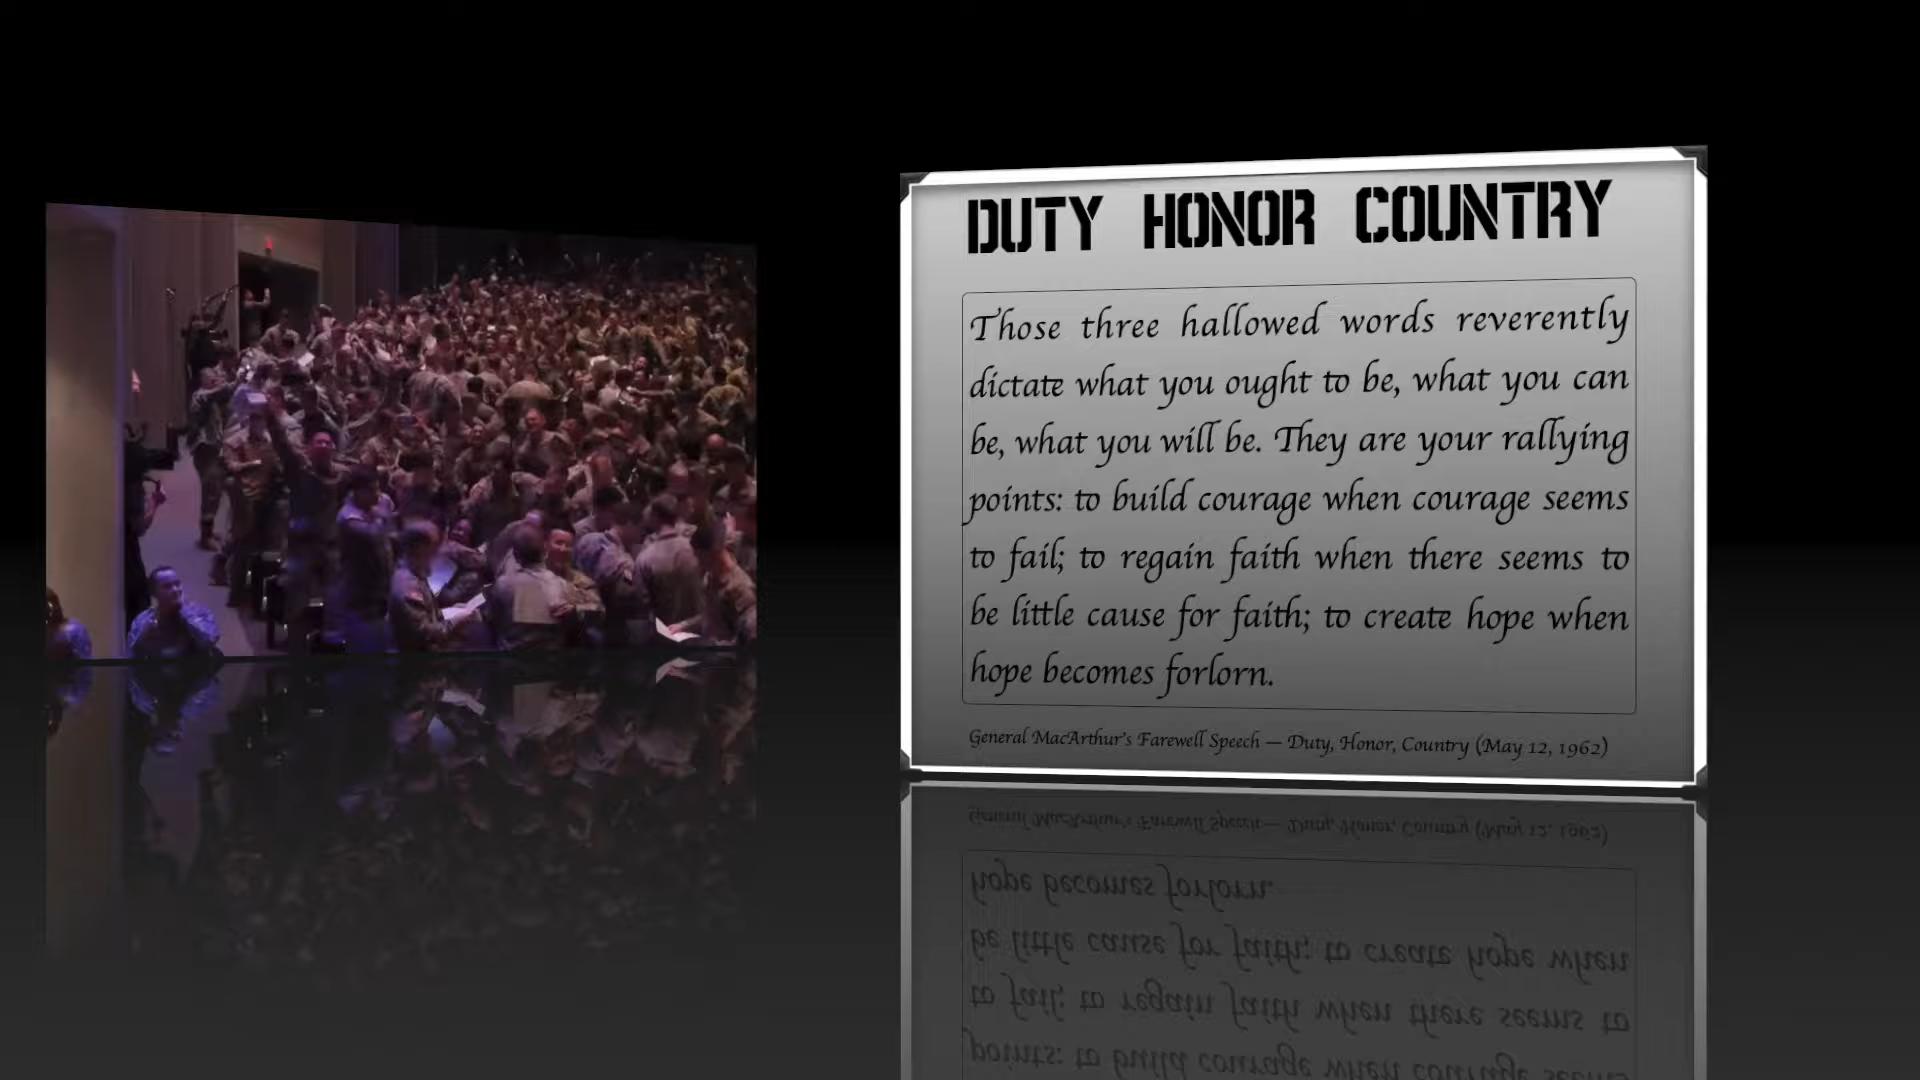 DUTY HONOR COUNTRY
Those three hallowed words reverently
dictate what you ought to be, what you can
be, what you will be. They are your rallying
points: to build courage when courage seems
to fail; to regain faith when there seems to
be little cause for faith; to create hope when
hope becomes forlorn.
General MacArthur's Farewell Speech — Duty, Honor, Country (May 12, 1962)